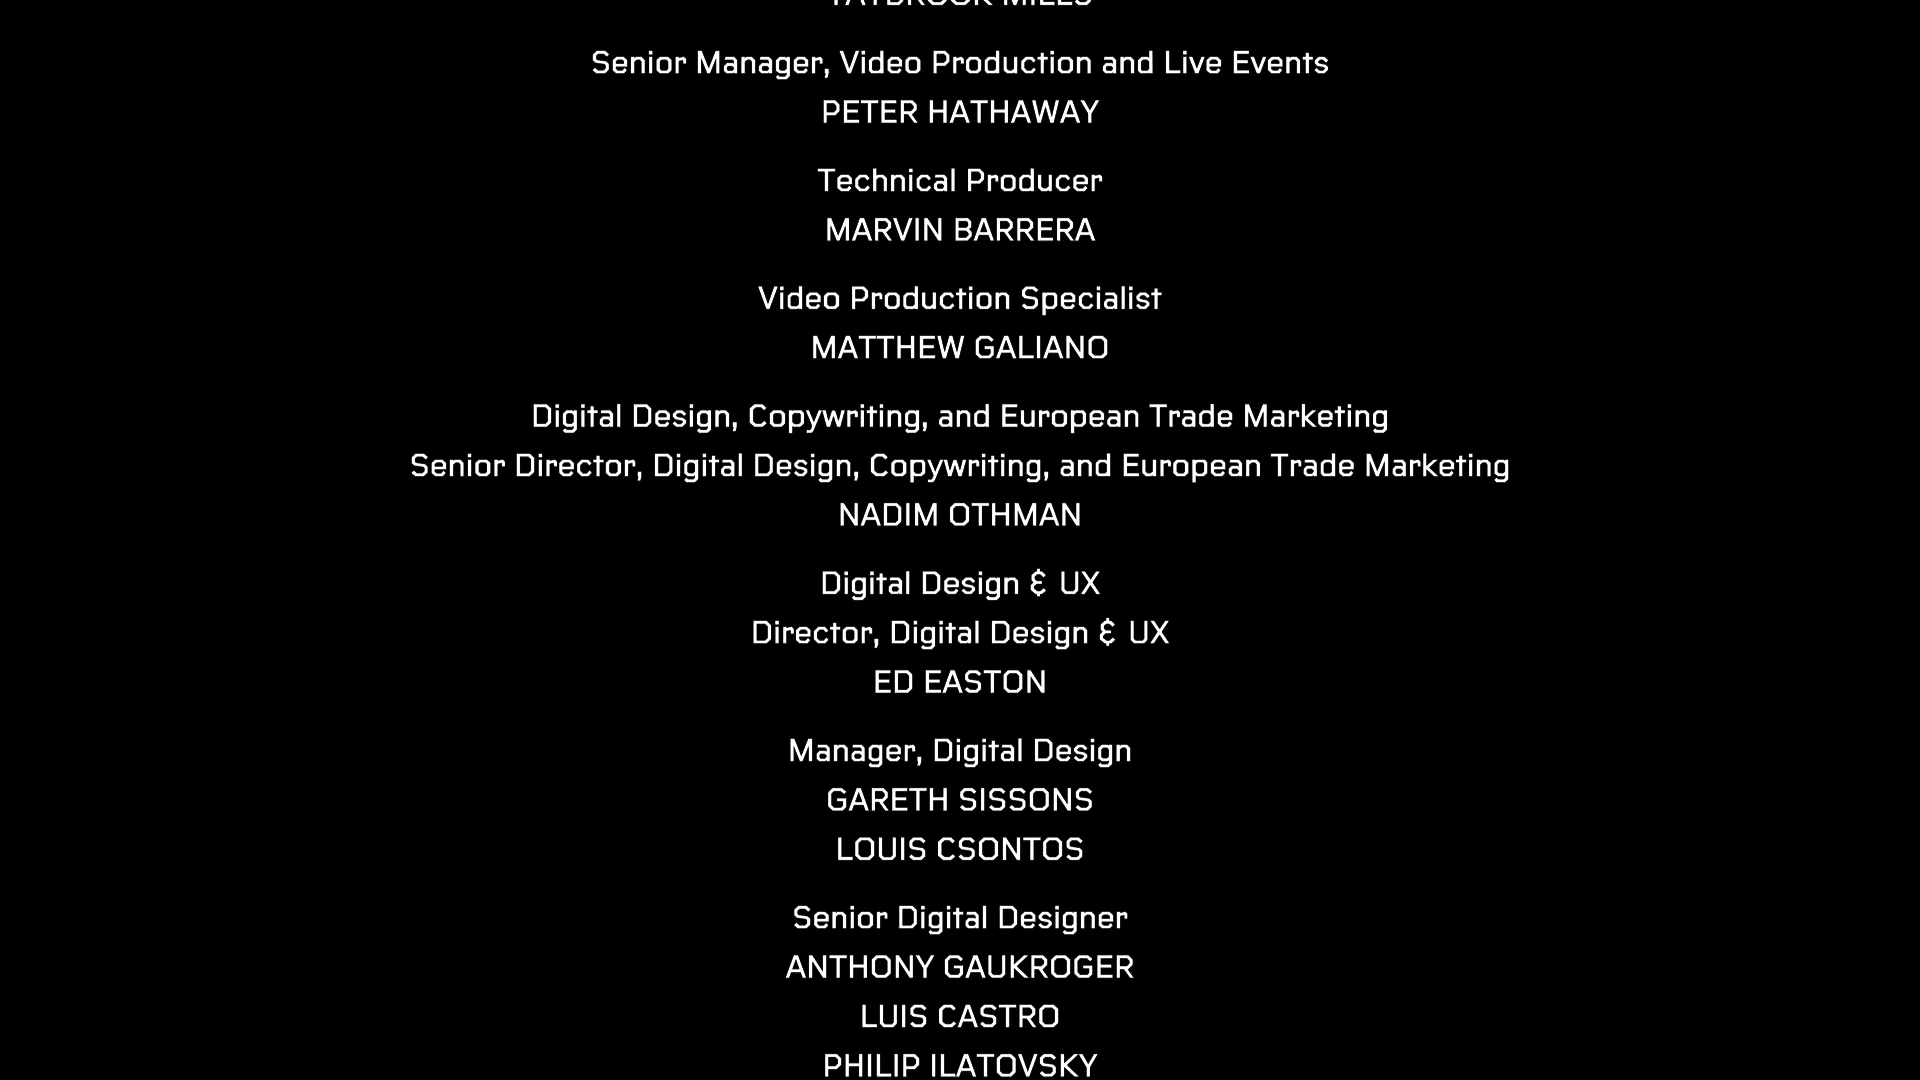 Senior Manager, Video Production and Live Events
PETER HATHAWAY
Technical Producer
MARVIN BARRERA
Video Production Specialist
MATTHEW GALIANO
Digital Design, Copywriting, and European Trade Marketing
Senior Director, Digital Design, Copywriting, and European Trade Marketing
NADIM OTHMAN
Digital Design & UX
Director, Digital Design & UX
ED EASTON
Manager, Digital Design
GARETH SISSONS
LOUIS CSONTOS
Senior Digital Designer
ANTHONY GAUKROGER
LUIS CASTRO
PHILIP ILATOVSKY